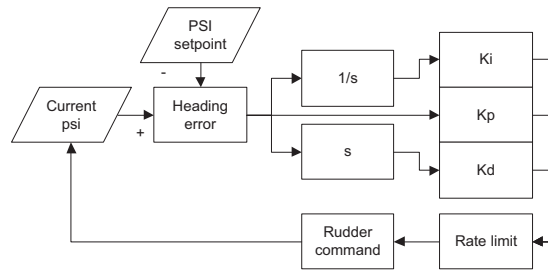 PSI
setpoint
-
Current
psi
+
Heading
error
1/s
s
Ki
Kp
Kd
Rudder
command
Rate limit